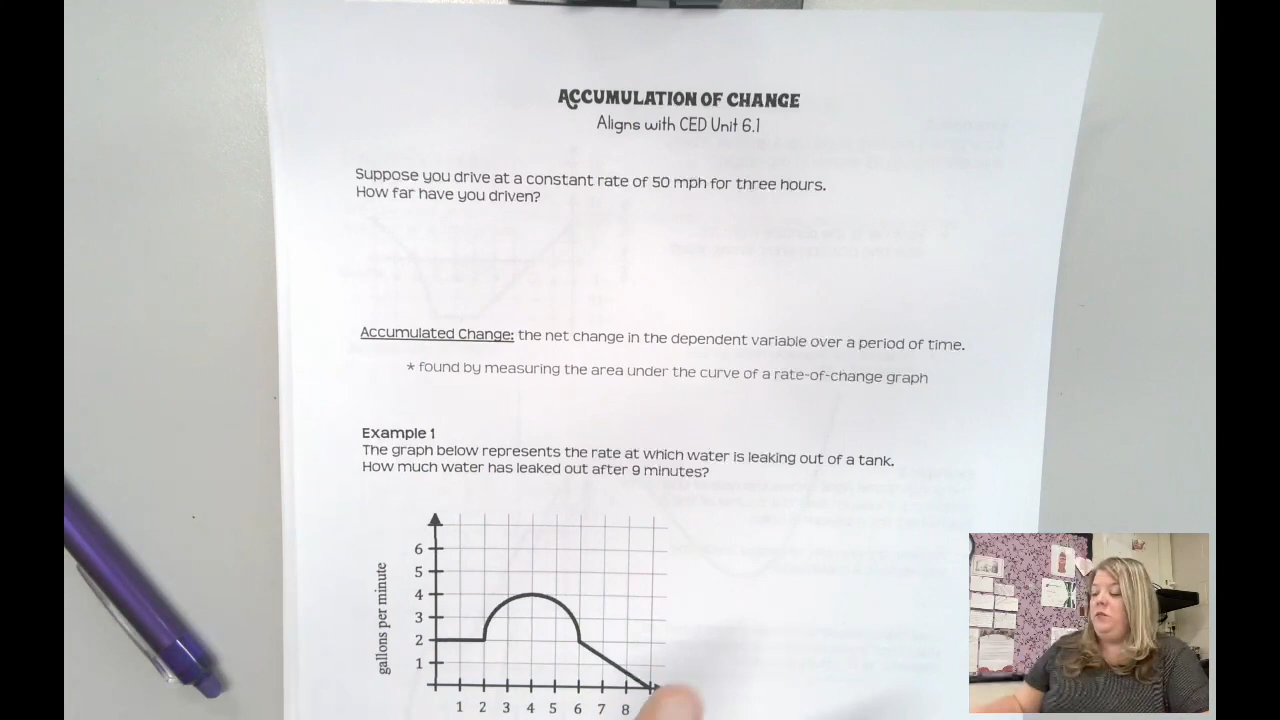 ACCUMULATION OF CHANGE
Aligns with CED Unit 6.1
Suppose you drive at a constant rate of 50 mph for three hours.
How far have you driven?
Accumulated Change: the net change in the dependent variable over a period of time.
* found by measuring the area under the curve of a rate-of-change graph
Example 1
The graph below represents the rate at which water is leaking out of a tank.
How much water has leaked out after 9 minutes?
gallons per minute
6
5
4
3
2
1
1 2 3 4 5 6 7 8